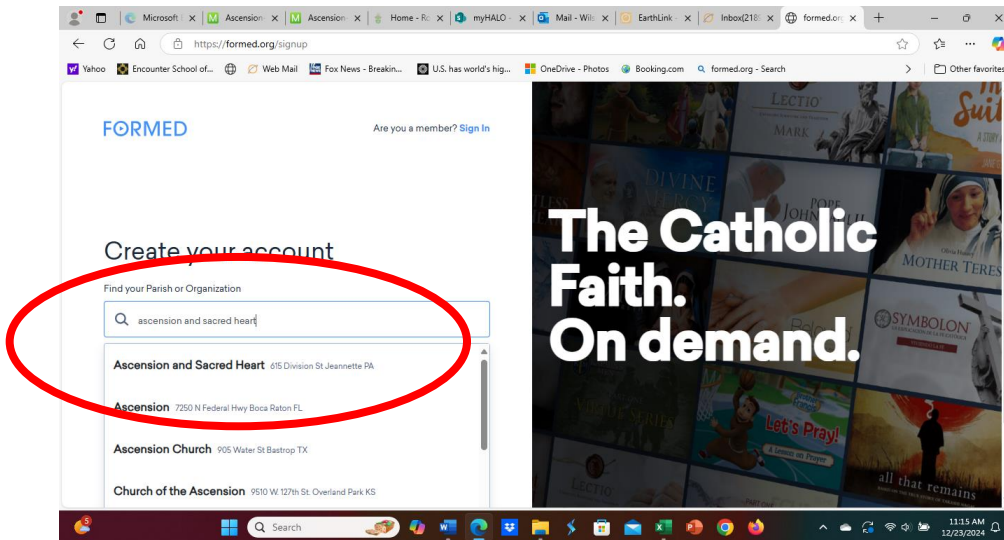 Microsoft
Ascension
Ascension
Home - Ro
myHALO -
Mail - Wils
EarthLink -
Inbox(218
formed.org
https://formed.org/signup
Yahoo
Encounter School of...
Web Mail
Fox News - Breakin...
U.S. has world's hig...
OneDrive - Photos
Booking.com
formed.org - Search
Other favorites
FORMED
Are you a member? Sign In
Create your account
Find your Parish or Organization
ascension and sacred heart
Ascension and Sacred Heart 615 Division St Jeannette PA
Ascension 7250 N Federal Hwy Boca Raton FL
Ascension Church 905 Water St Bastrop TX
Church of the Ascension 9510 W. 127th St. Overland Park KS
LECTIO
MARK
DIVINE
MERCY
POPE
The Catholic
Faith.
On demand.
MOTHER TERES
SYMBOLON
Let's Pray!
A Lessons on Prayer
all that remains
LECTIO
Search
5
11:15 AM
12/23/2024